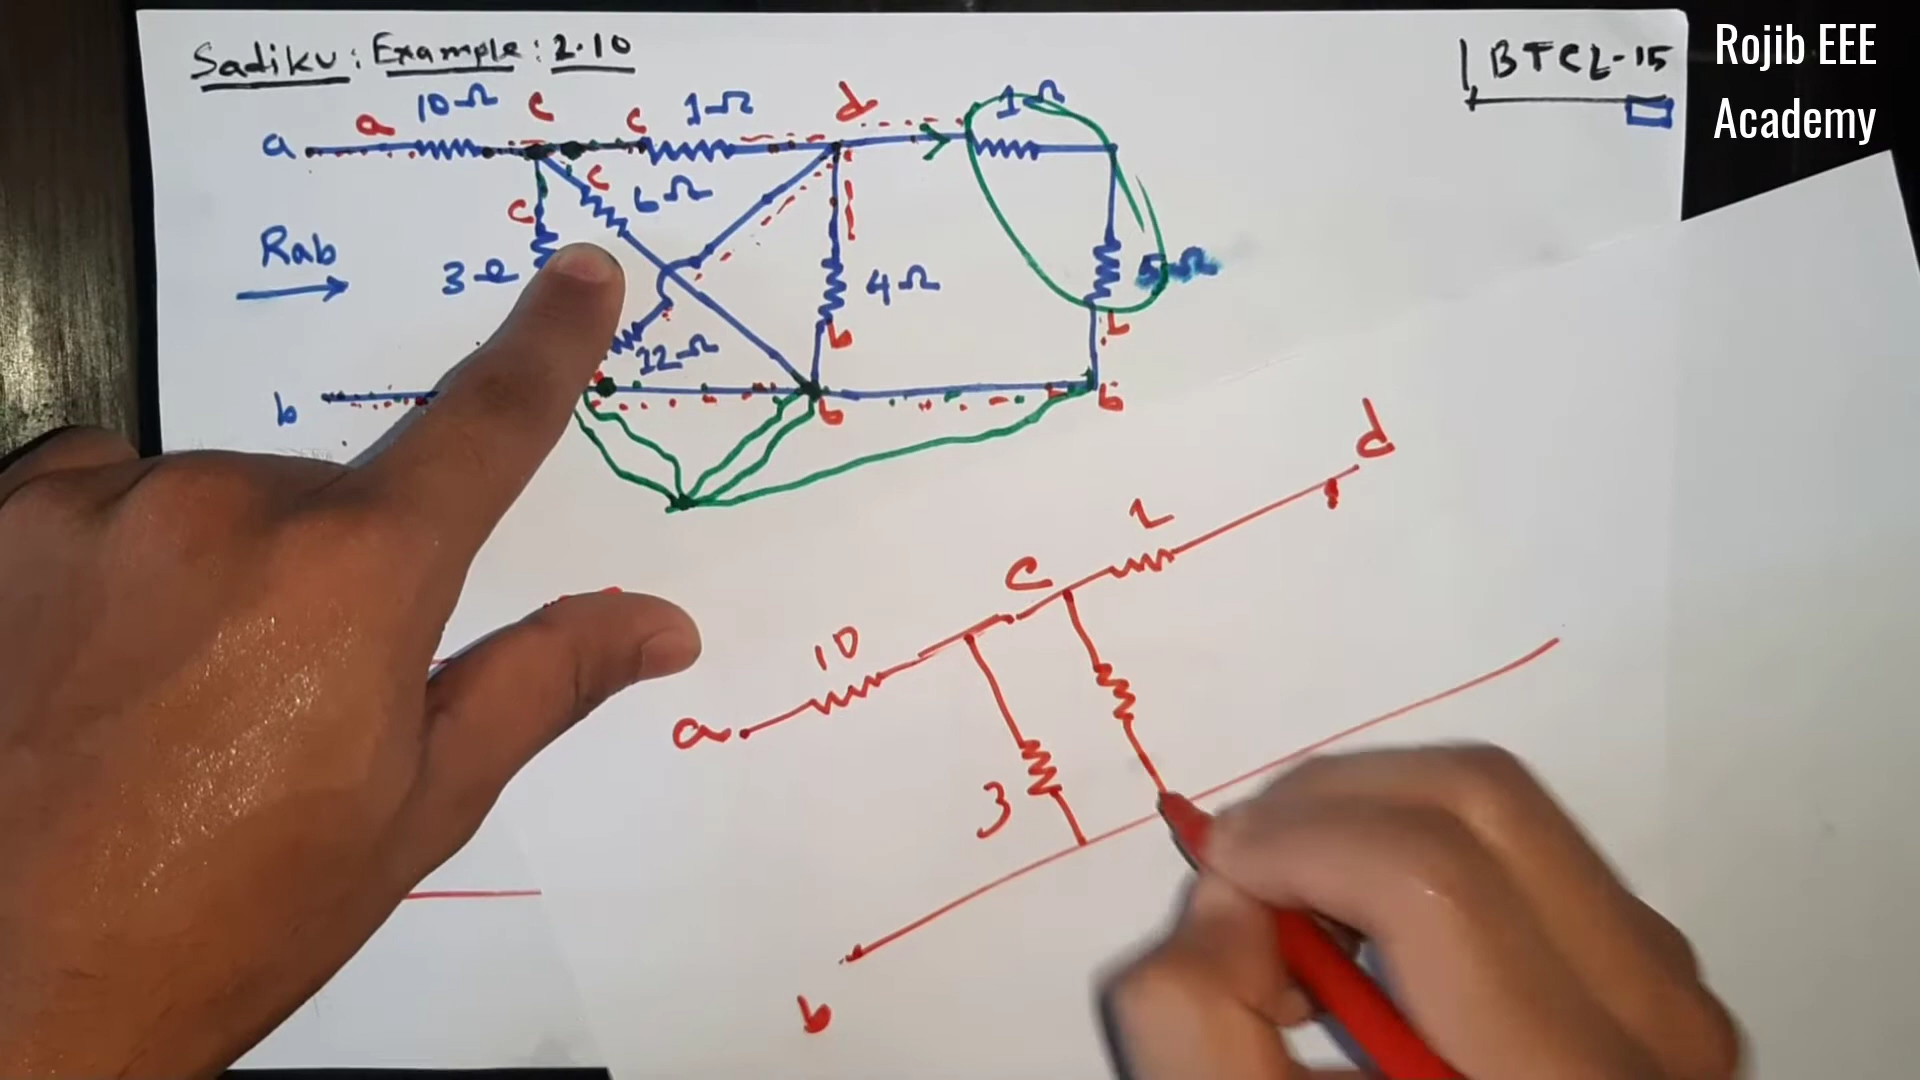 Sadiku: Example: 2.10
BTCL-15
Rojib EEE
Academy
a a 10Ω c c 1Ω d 1Ω
c c 6Ω
Rab 3Ω 4Ω 5Ω
12Ω b b
b b b
d
1
c
10
a
3
b